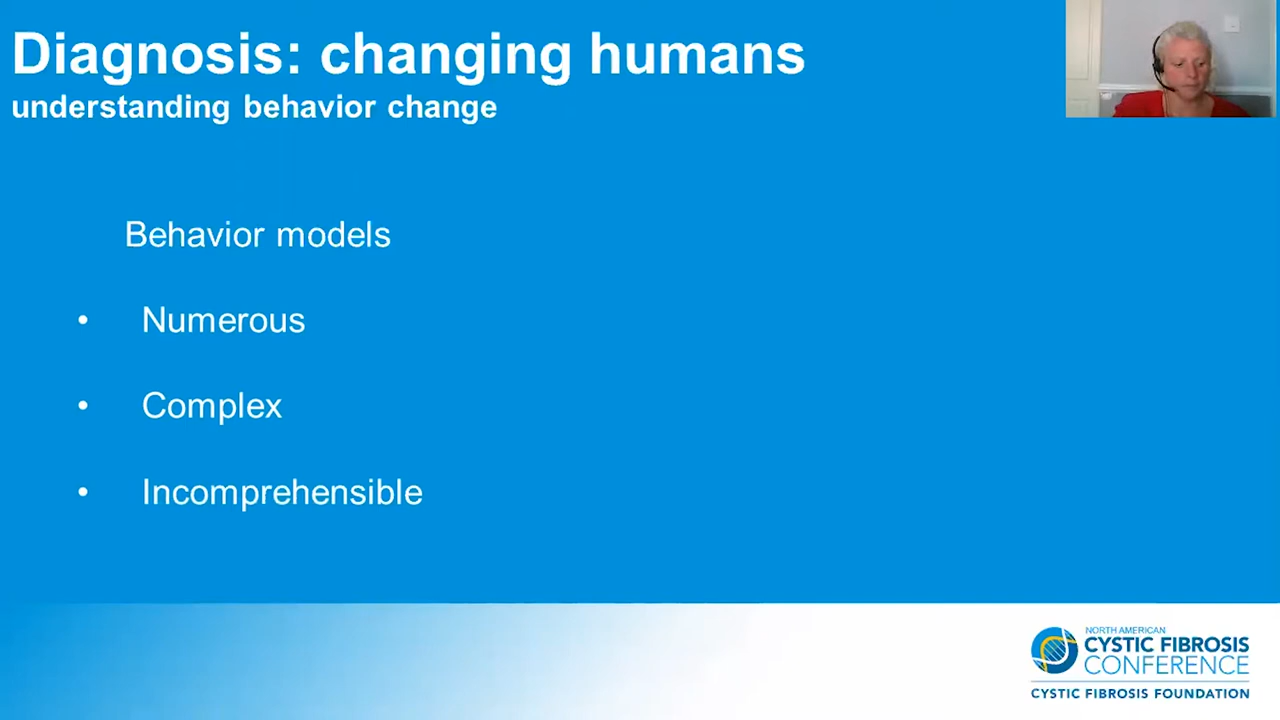 Diagnosis: changing humans
understanding behavior change
Behavior models
• Numerous
• Complex
• Incomprehensible
NORTH AMERICAN
CYSTIC FIBROSIS
CONFERENCE
CYSTIC FIBROSIS FOUNDATION